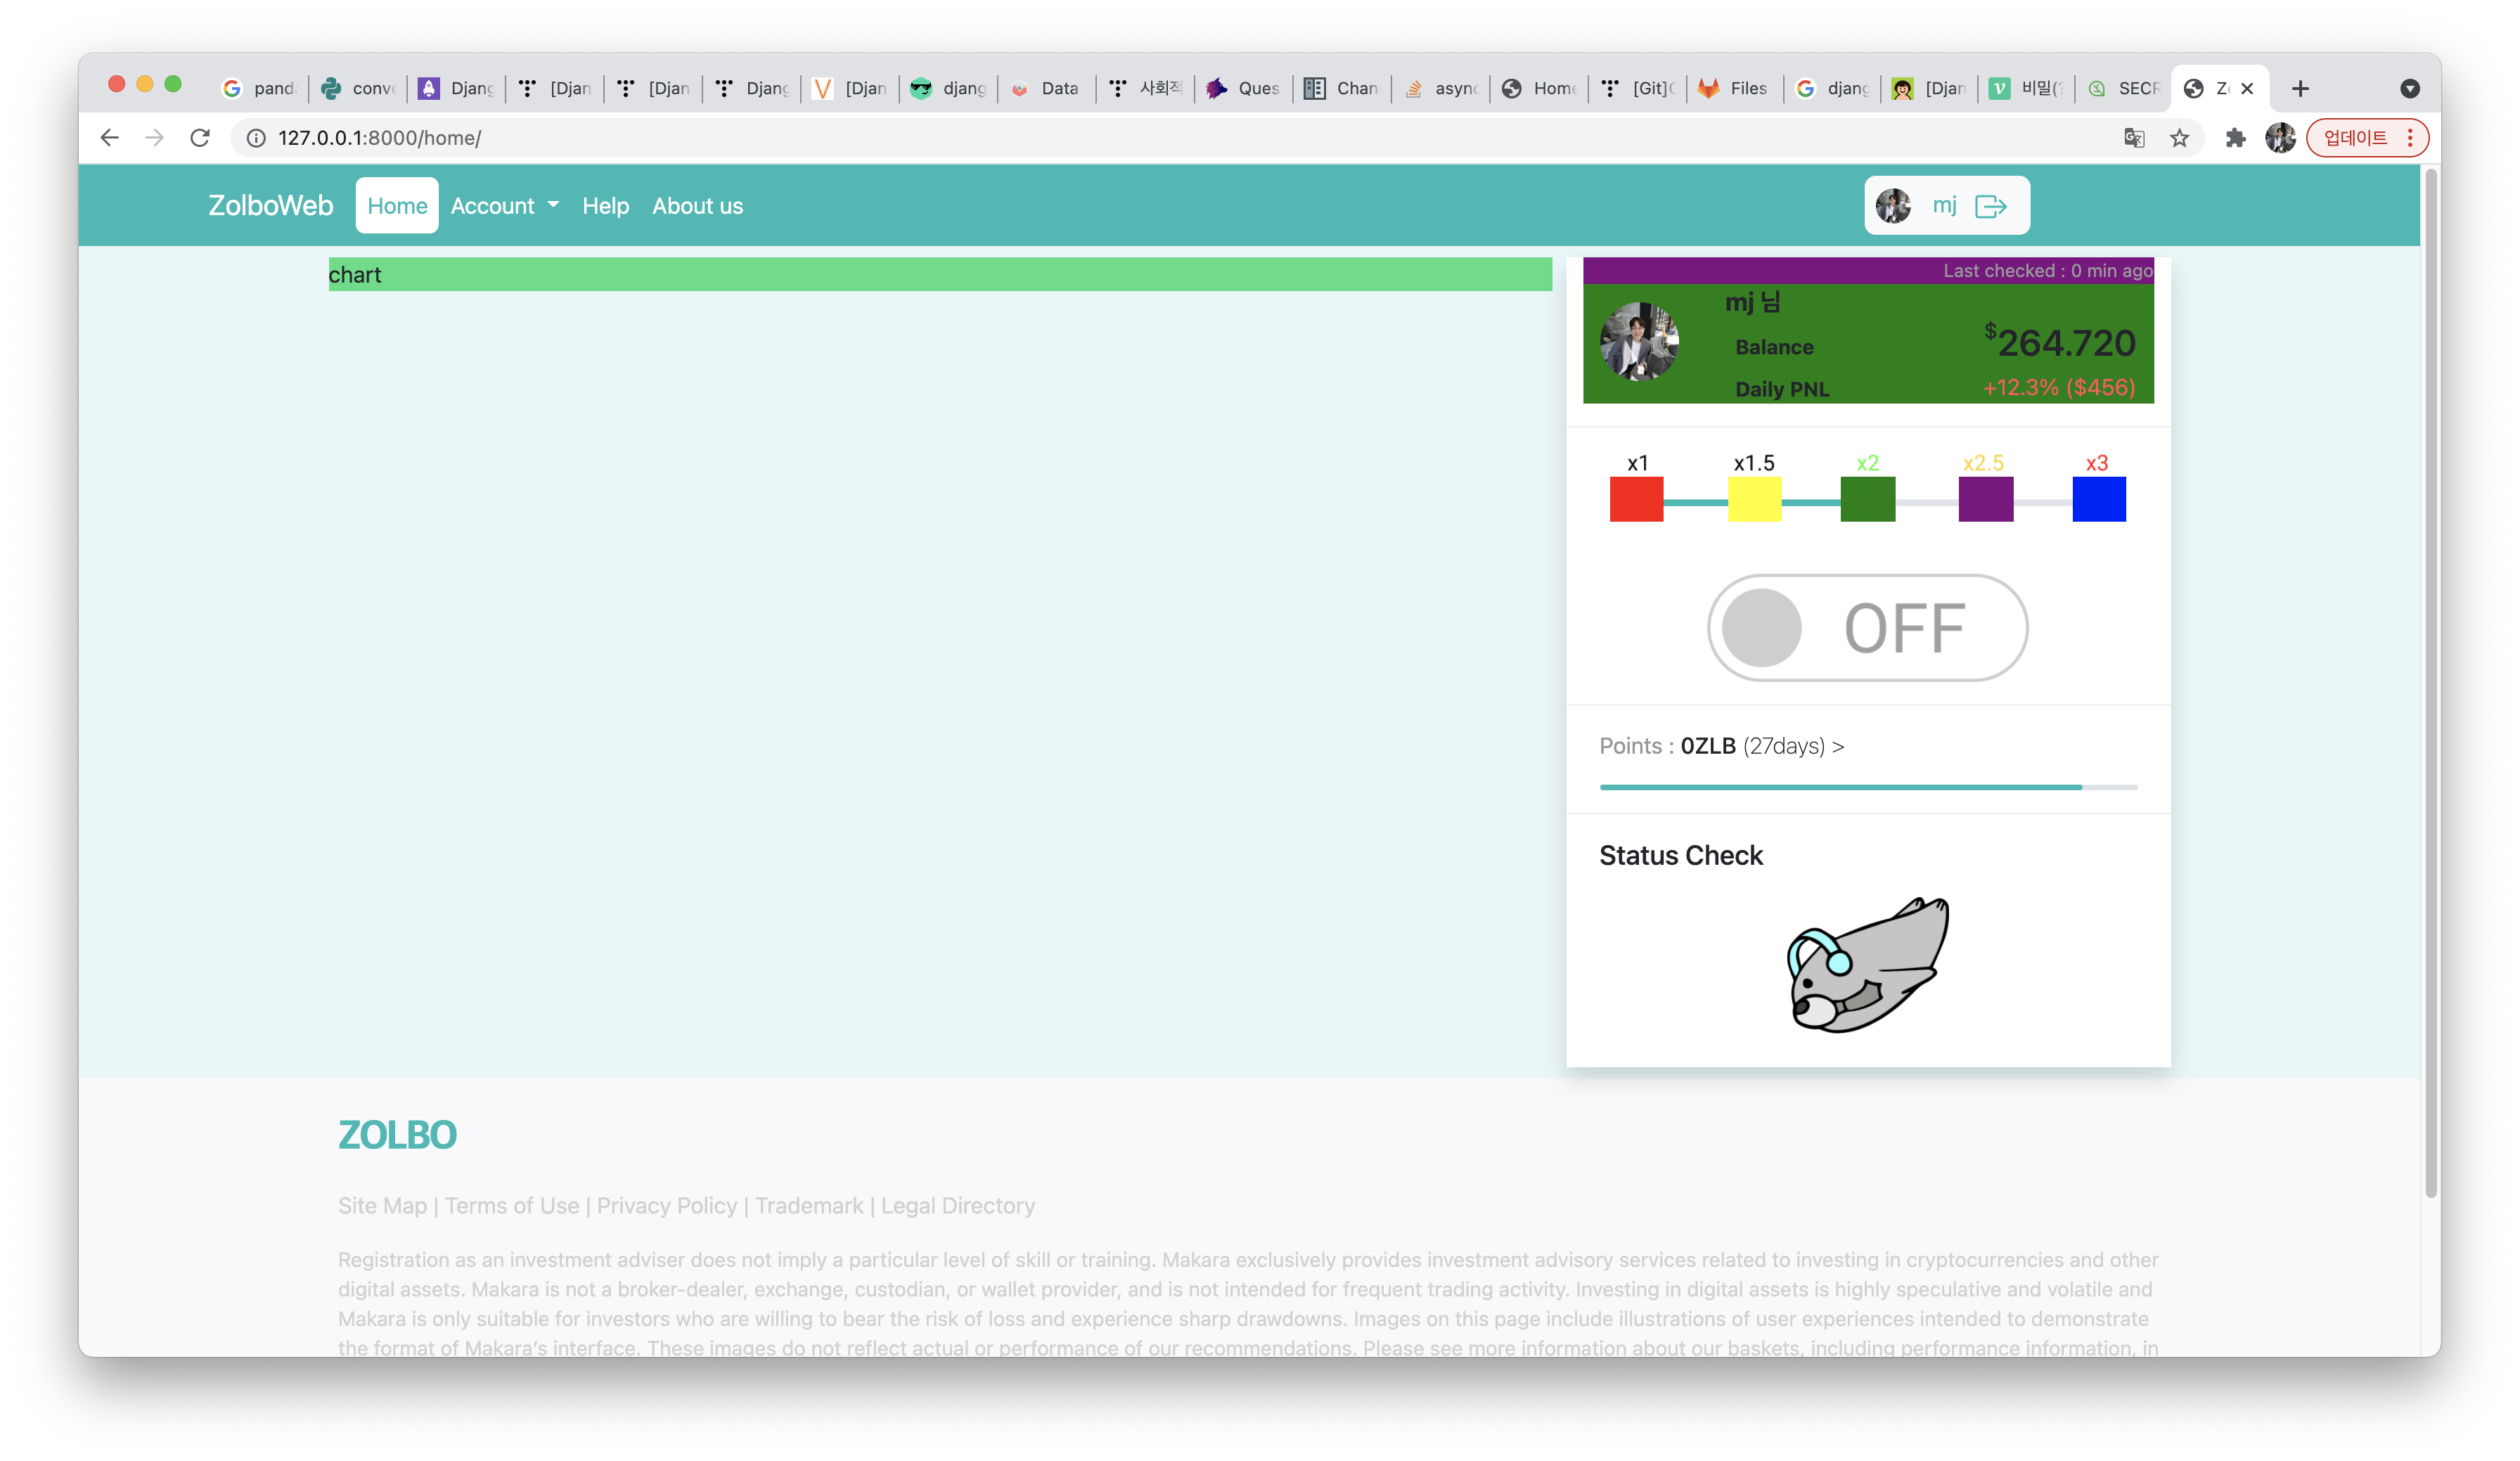 pand
conve
Djang
[Djan
[Djan
Djang
[Djan
djang
Data
사회적
Ques
Chan
async
Home
[Git]
Files
djang
[Djan
비밀(
SECR
127.0.0.1:8000/home/
업데이트
ZolboWeb
Home
Account
Help
About us
mj
chart
Last checked : 0 min ago
mj 님
Balance
$264.720
Daily PNL
+12.3% ($456)
x1
x1.5
x2
x2.5
x3
OFF
Points : 0ZLB (27days) >
Status Check
ZOLBO
Site Map | Terms of Use | Privacy Policy | Trademark | Legal Directory
Registration as an investment adviser does not imply a particular level of skill or training. Makara exclusively provides investment advisory services related to investing in cryptocurrencies and other
digital assets. Makara is not a broker-dealer, exchange, custodian, or wallet provider, and is not intended for frequent trading activity. Investing in digital assets is highly speculative and volatile and
Makara is only suitable for investors who are willing to bear the risk of loss and experience sharp drawdowns. Images on this page include illustrations of user experiences intended to demonstrate
the format of Makara’s interface. These images do not reflect actual or performance of our recommendations. Please see more information about our baskets, including performance information, in